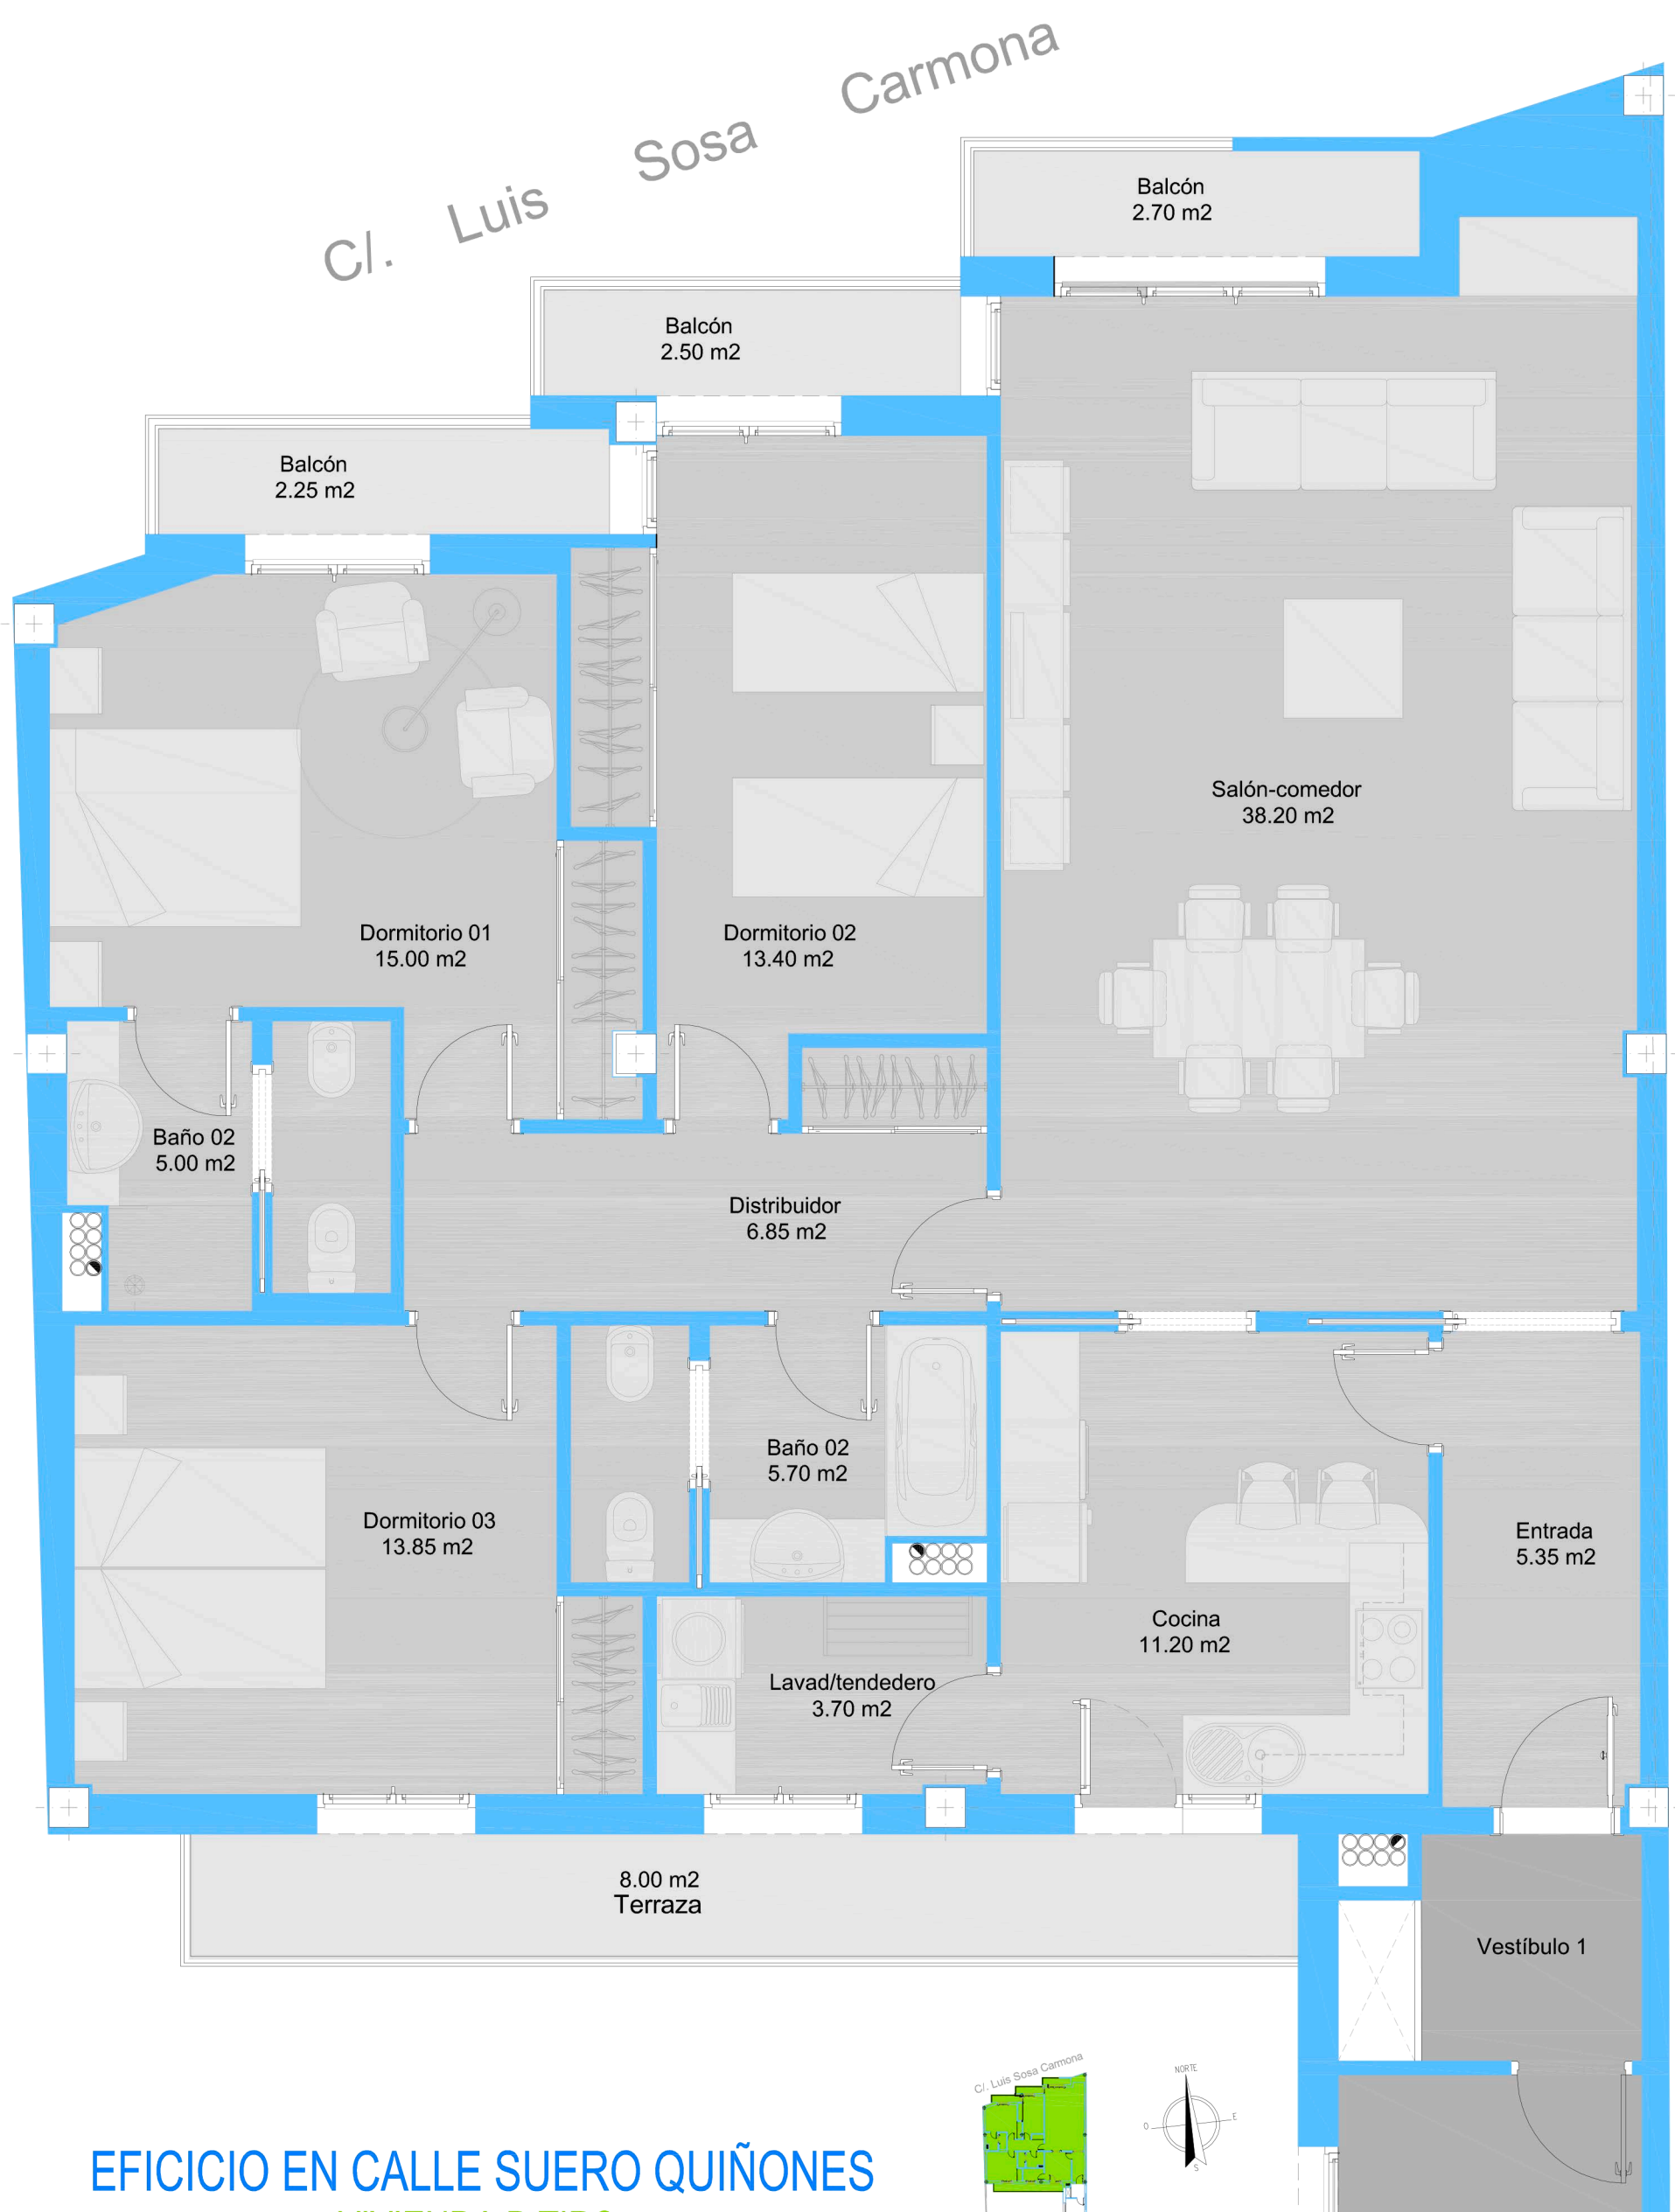 C/. Luis Sosa Carmona
Balcón
2.70 m2
Balcón
2.50 m2
Balcón
2.25 m2
Salón-comedor
38.20 m2
Dormitorio 01
15.00 m2
Dormitorio 02
13.40 m2
Baño 02
5.00 m2
Distribuidor
6.85 m2
Baño 02
5.70 m2
Dormitorio 03
13.85 m2
Entrada
5.35 m2
Cocina
11.20 m2
Lavad/tendedero
3.70 m2
8.00 m2
Terraza
Vestíbulo 1
C/. Luis Sosa Carmona
NORTE
O
E
S
EFICICIO EN CALLE SUERO QUIÑONES